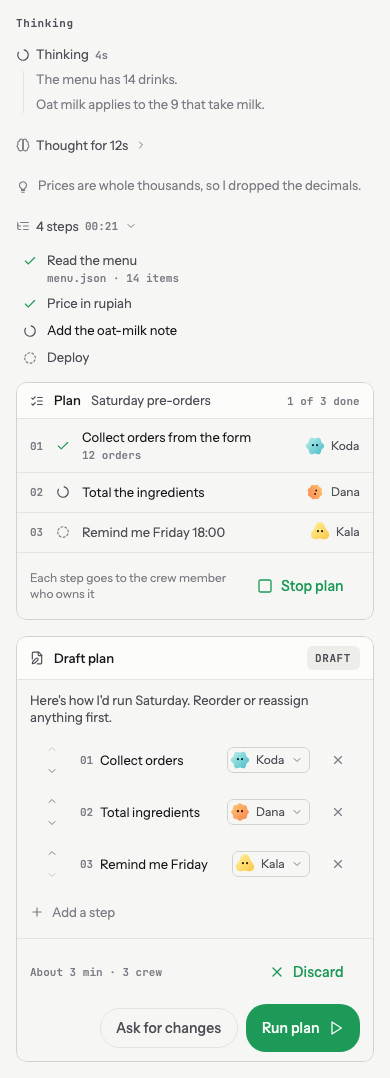 Thinking
Thinking 4s
The menu has 14 drinks.
Oat milk applies to the 9 that take milk.
Thought for 12s
Prices are whole thousands, so I dropped the decimals.
4 steps 00:21
Read the menu
menu.json · 14 items
Price in rupiah
Add the oat-milk note
Deploy
Plan Saturday pre-orders 1 of 3 done
01 Collect orders from the form Koda
12 orders
02 Total the ingredients Dana
03 Remind me Friday 18:00 Kala
Each step goes to the crew member
who owns it
Stop plan
Draft plan DRAFT
Here's how I'd run Saturday. Reorder or reassign
anything first.
01 Collect orders Koda
02 Total ingredients Dana
03 Remind me Friday Kala
Add a step
About 3 min · 3 crew Discard
Ask for changes Run plan